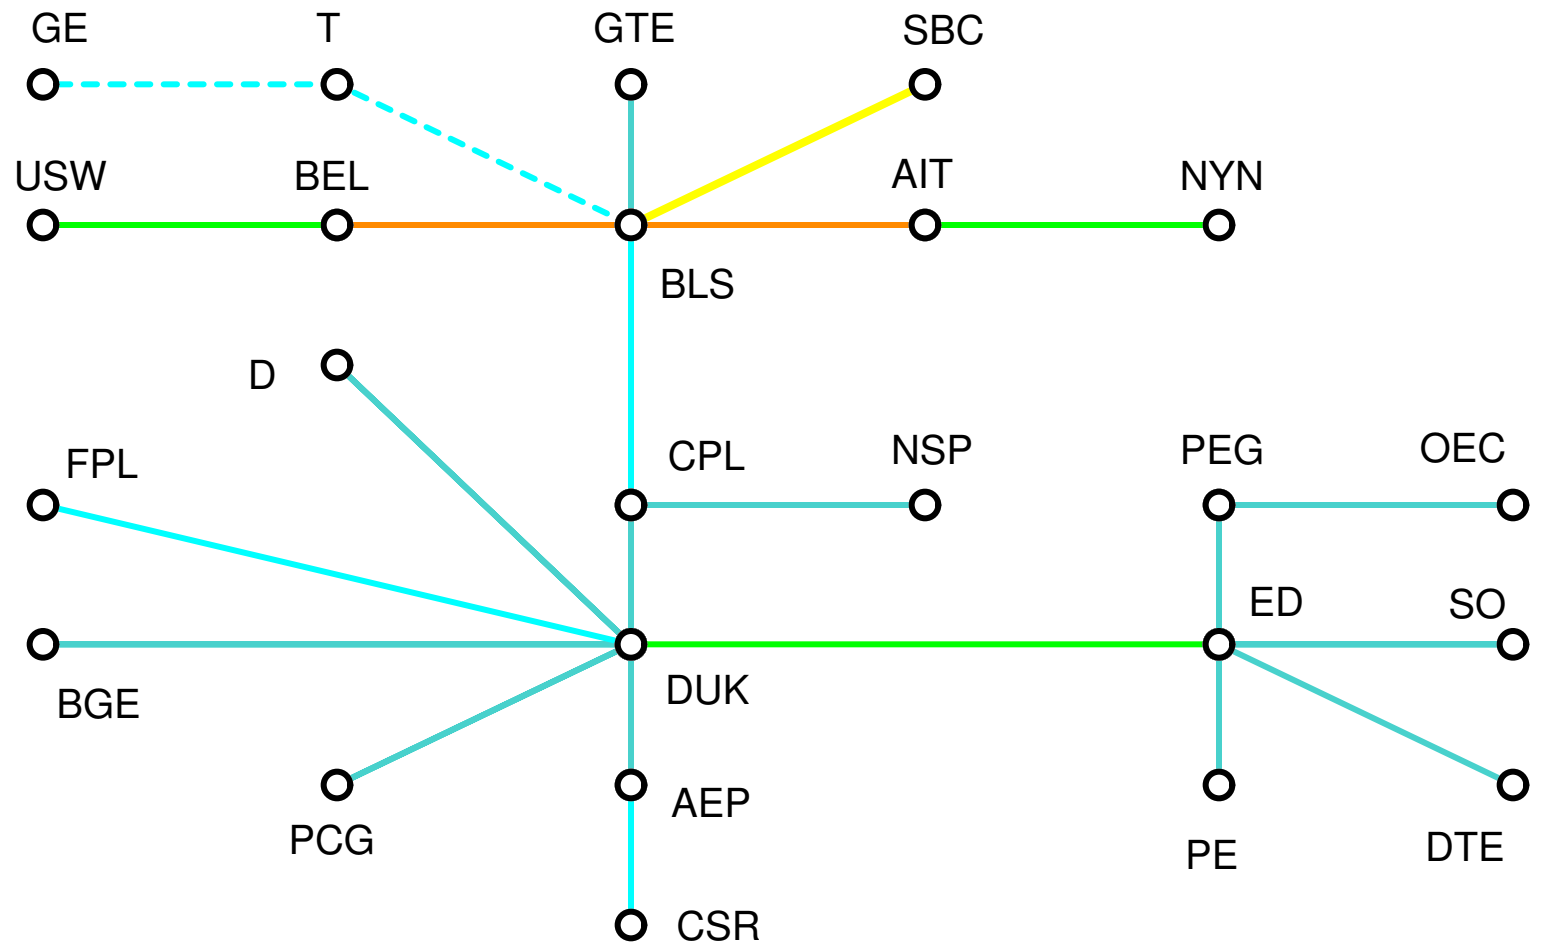 GE
T
GTE
SBC
USW
BEL
AIT
NYN
BLS
D
FPL
CPL
NSP
PEG
OEC
ED
SO
BGE
DUK
PCG
AEP
PE
DTE
CSR